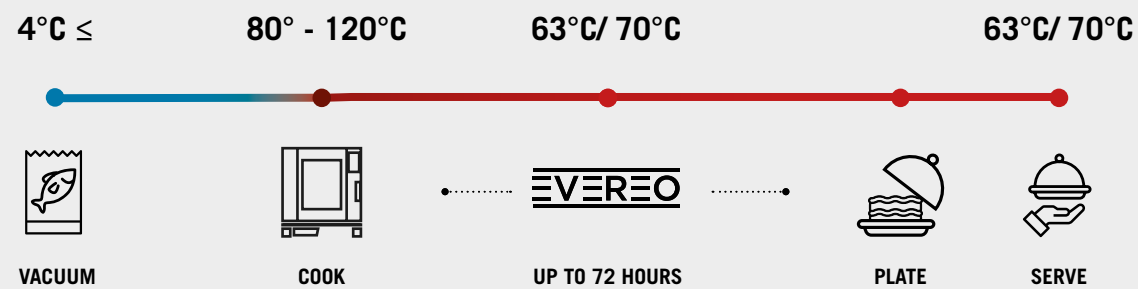 4°C ≤
80° - 120°C
63°C/ 70°C
63°C/ 70°C
EVEREO
VACUUM
COOK
UP TO 72 HOURS
PLATE
SERVE